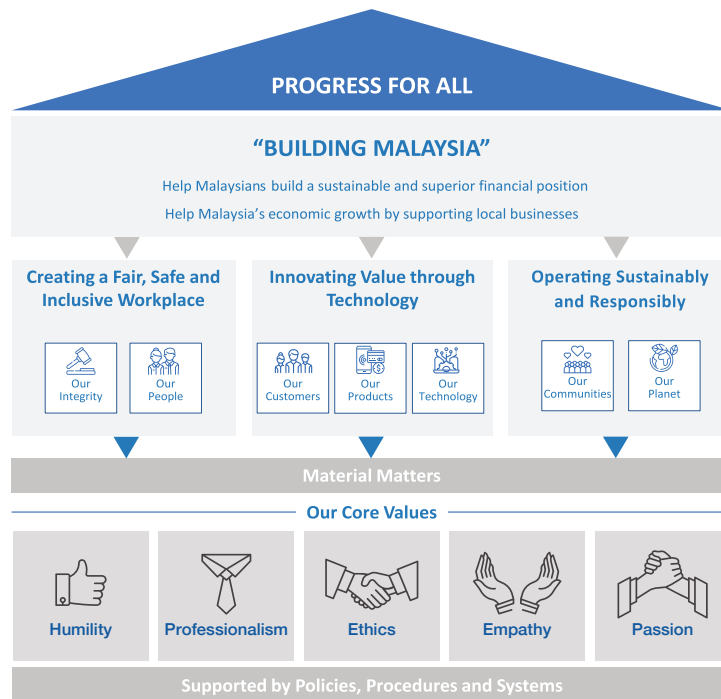 PROGRESS FOR ALL
“BUILDING MALAYSIA”
Help Malaysians build a sustainable and superior financial position
Help Malaysia’s economic growth by supporting local businesses
Creating a Fair, Safe and
Inclusive Workplace
Our
Integrity
Our
People
Innovating Value through
Technology
Our
Customers
Our
Products
Our
Technology
Operating Sustainably
and Responsibly
Our
Communities
Our
Planet
Material Matters
Our Core Values
Humility
Professionalism
Ethics
Empathy
Passion
Supported by Policies, Procedures and Systems